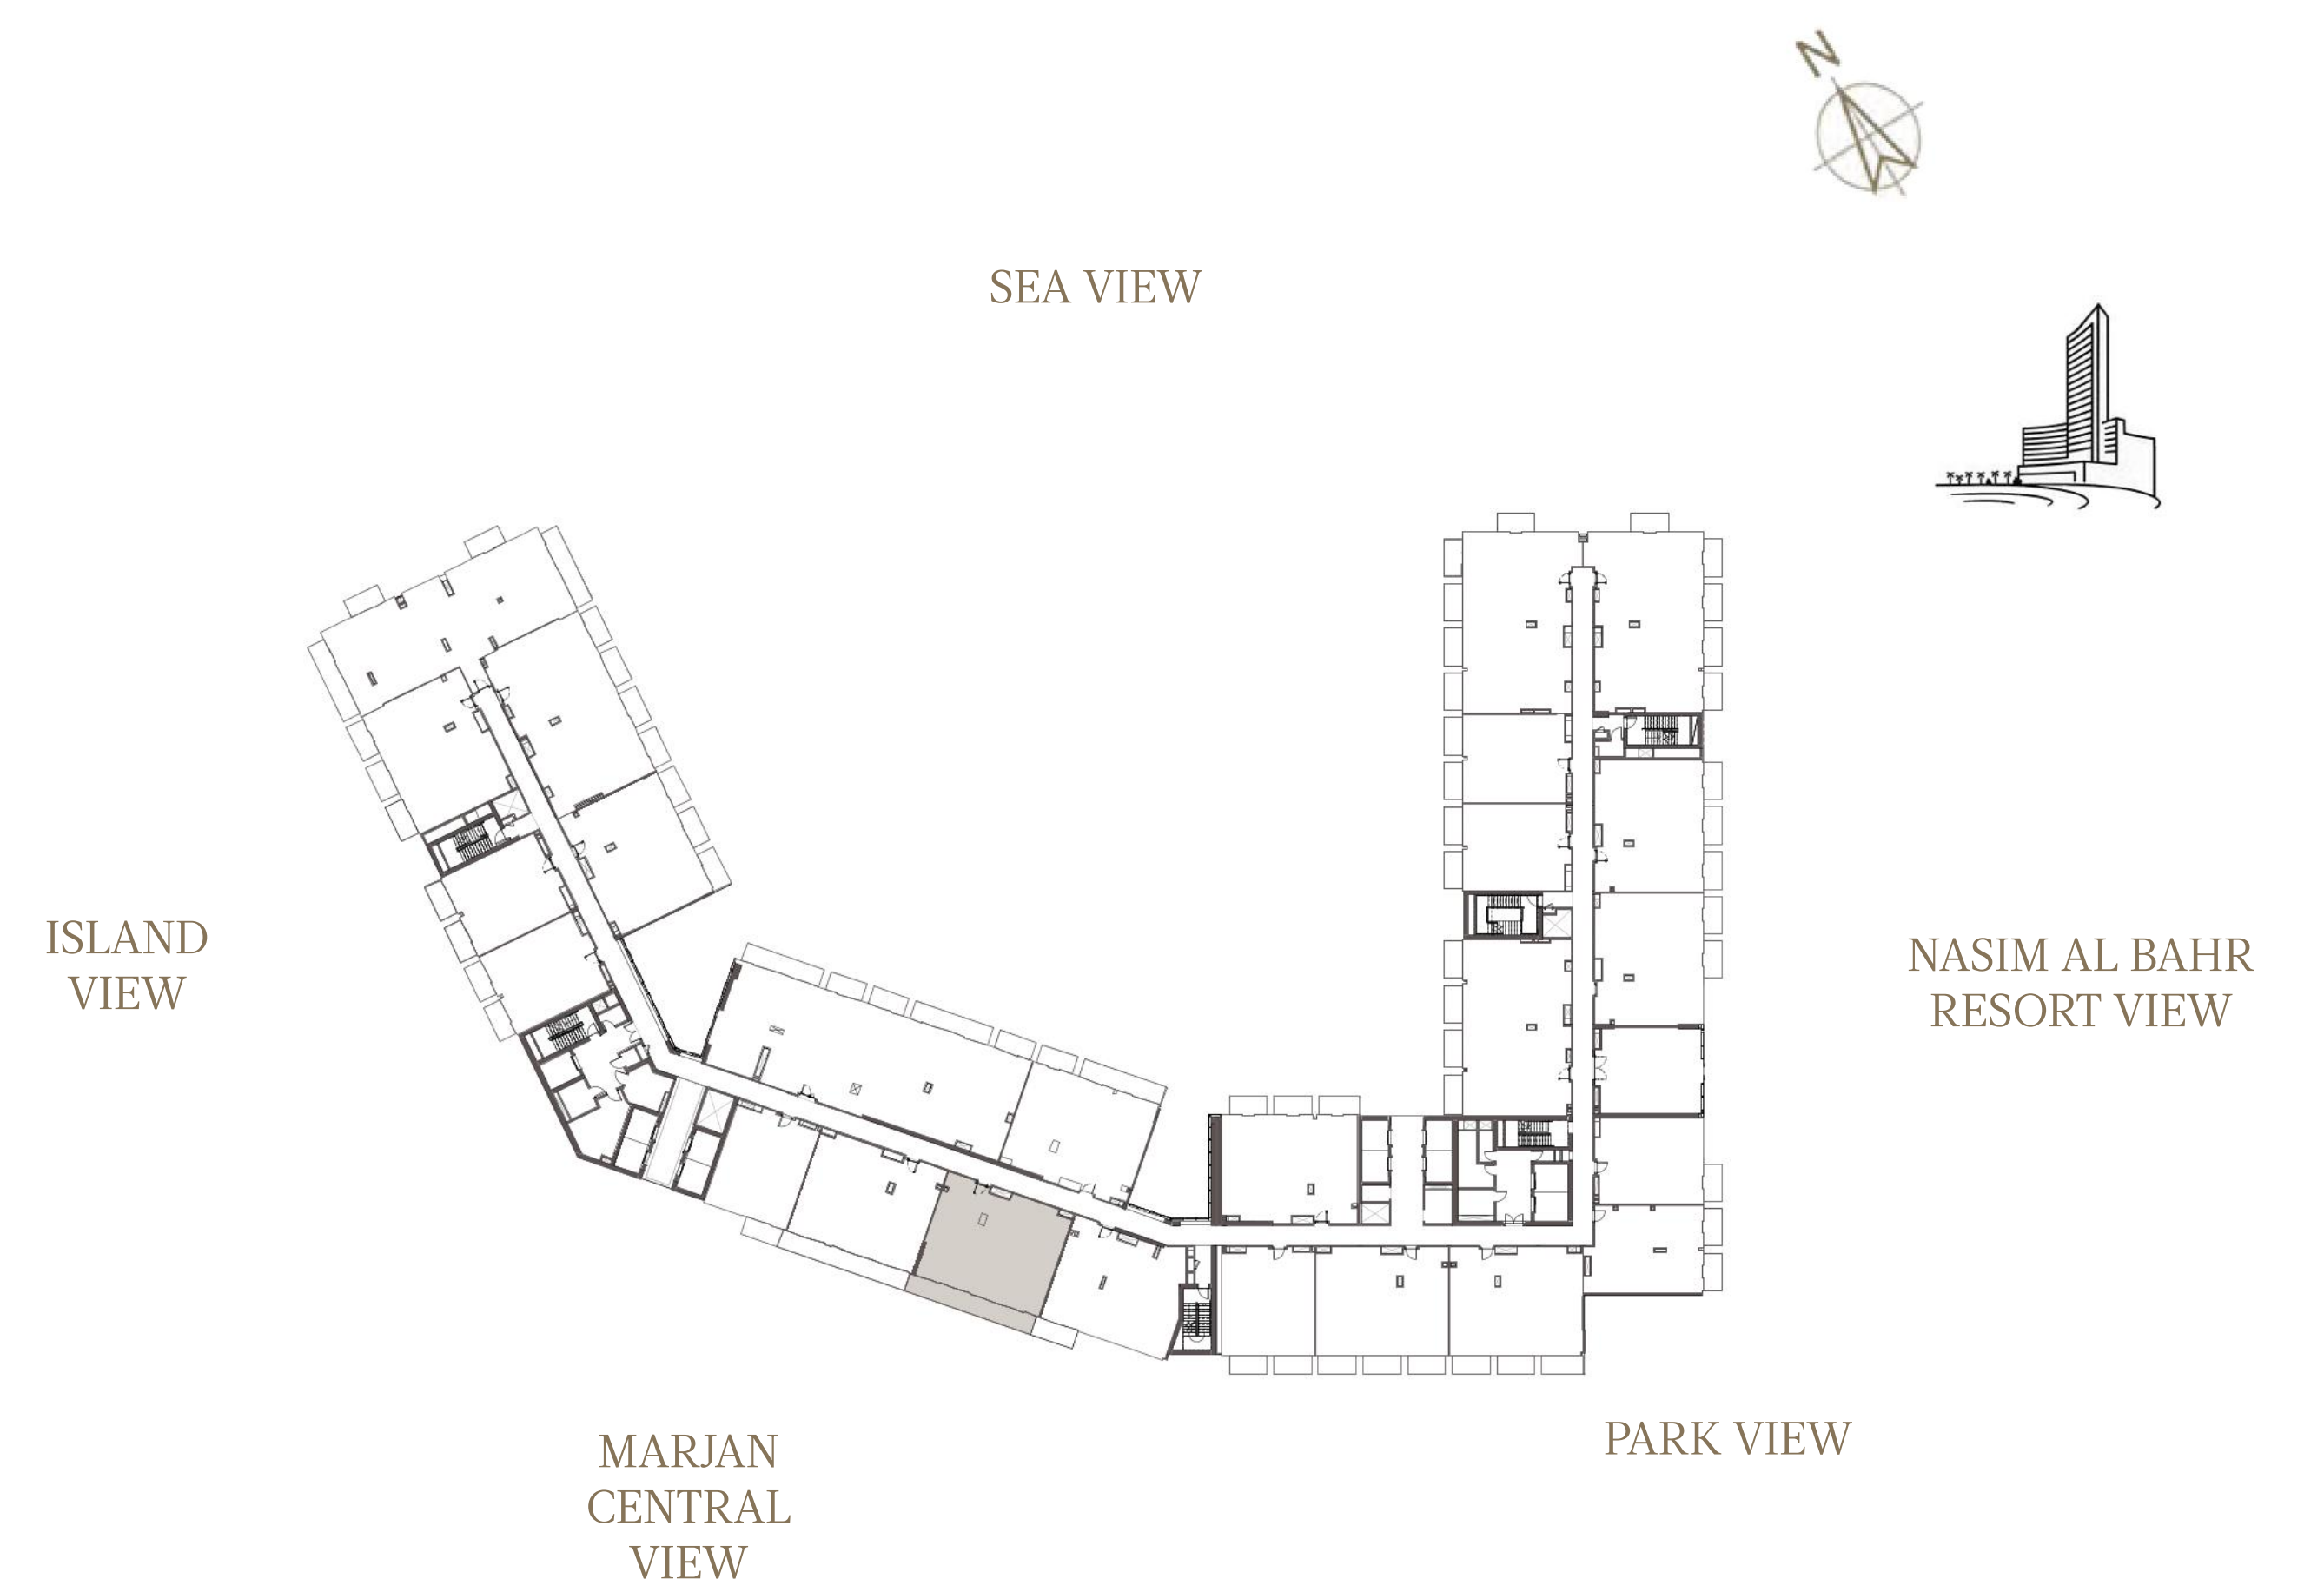 N
SEA VIEW
ISLAND
VIEW
NASIM AL BAHR
RESORT VIEW
MARJAN
CENTRAL
VIEW
PARK VIEW